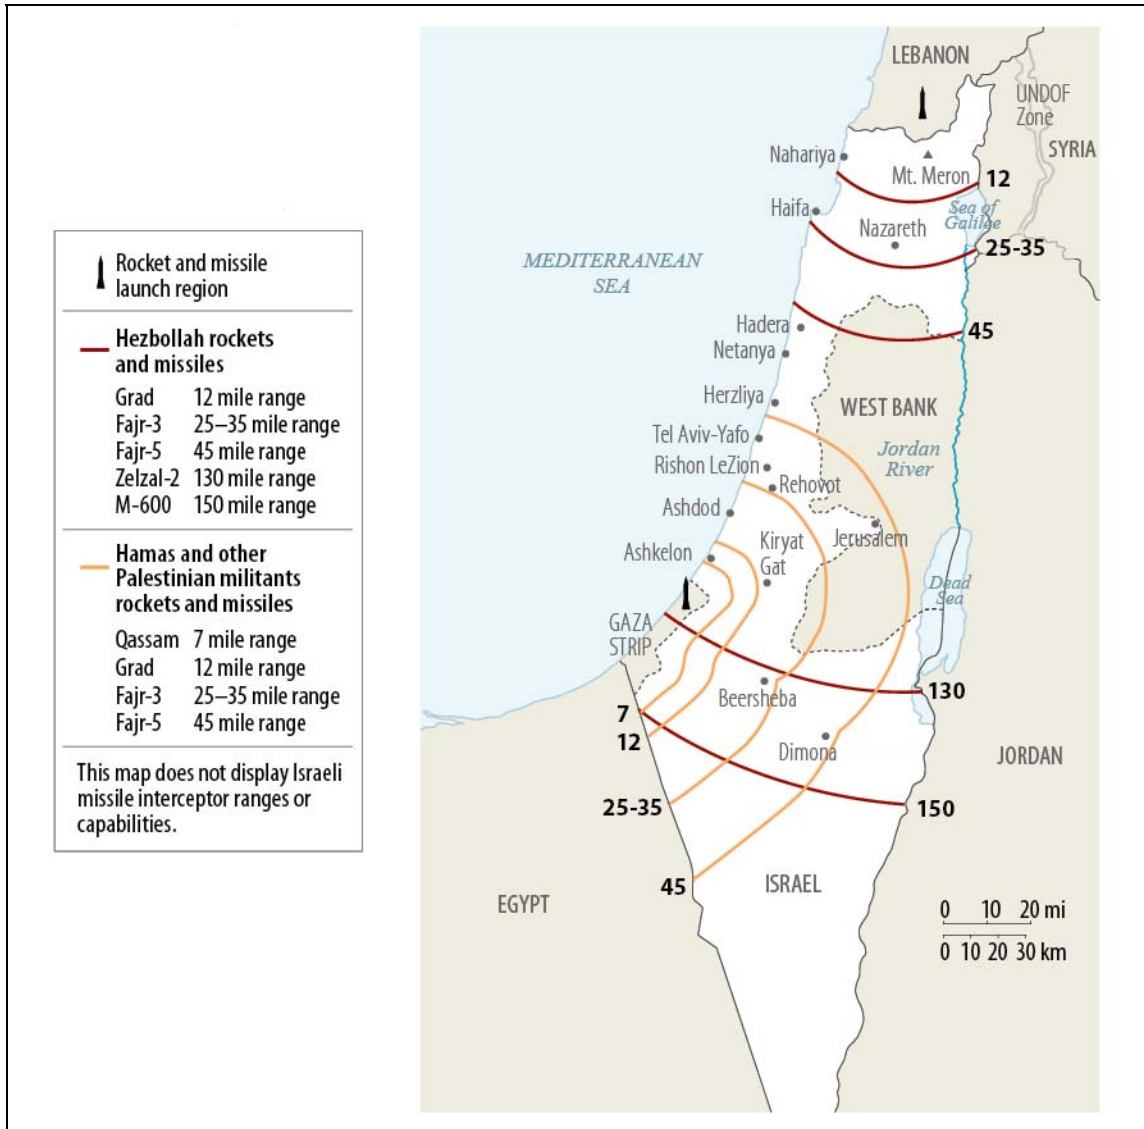 Rocket and missile
launch region
Hezbollah rockets
and missiles
Grad 12 mile range
Fajr-3 25–35 mile range
Fajr-5 45 mile range
Zelzal-2 130 mile range
M-600 150 mile range
Hamas and other
Palestinian militants
rockets and missiles
Qassam 7 mile range
Grad 12 mile range
Fajr-3 25–35 mile range
Fajr-5 45 mile range
This map does not display Israeli
missile interceptor ranges or
capabilities.
LEBANON
UNDOF
Zone
SYRIA
Nahariya
Mt. Meron
12
Haifa
Sea of
Galilee
Nazareth
25-35
MEDITERRANEAN
SEA
Hadera
45
Netanya
Herzliya
WEST BANK
Tel Aviv-Yafo
Jordan
River
Rishon LeZion
Rehovot
Ashdod
Jerusalem
Kiryat
Gat
Ashkelon
Dead
Sea
GAZA
STRIP
130
Beersheba
7
12
Dimona
JORDAN
25-35
150
45
ISRAEL
EGYPT
0 10 20 mi
0 10 20 30 km